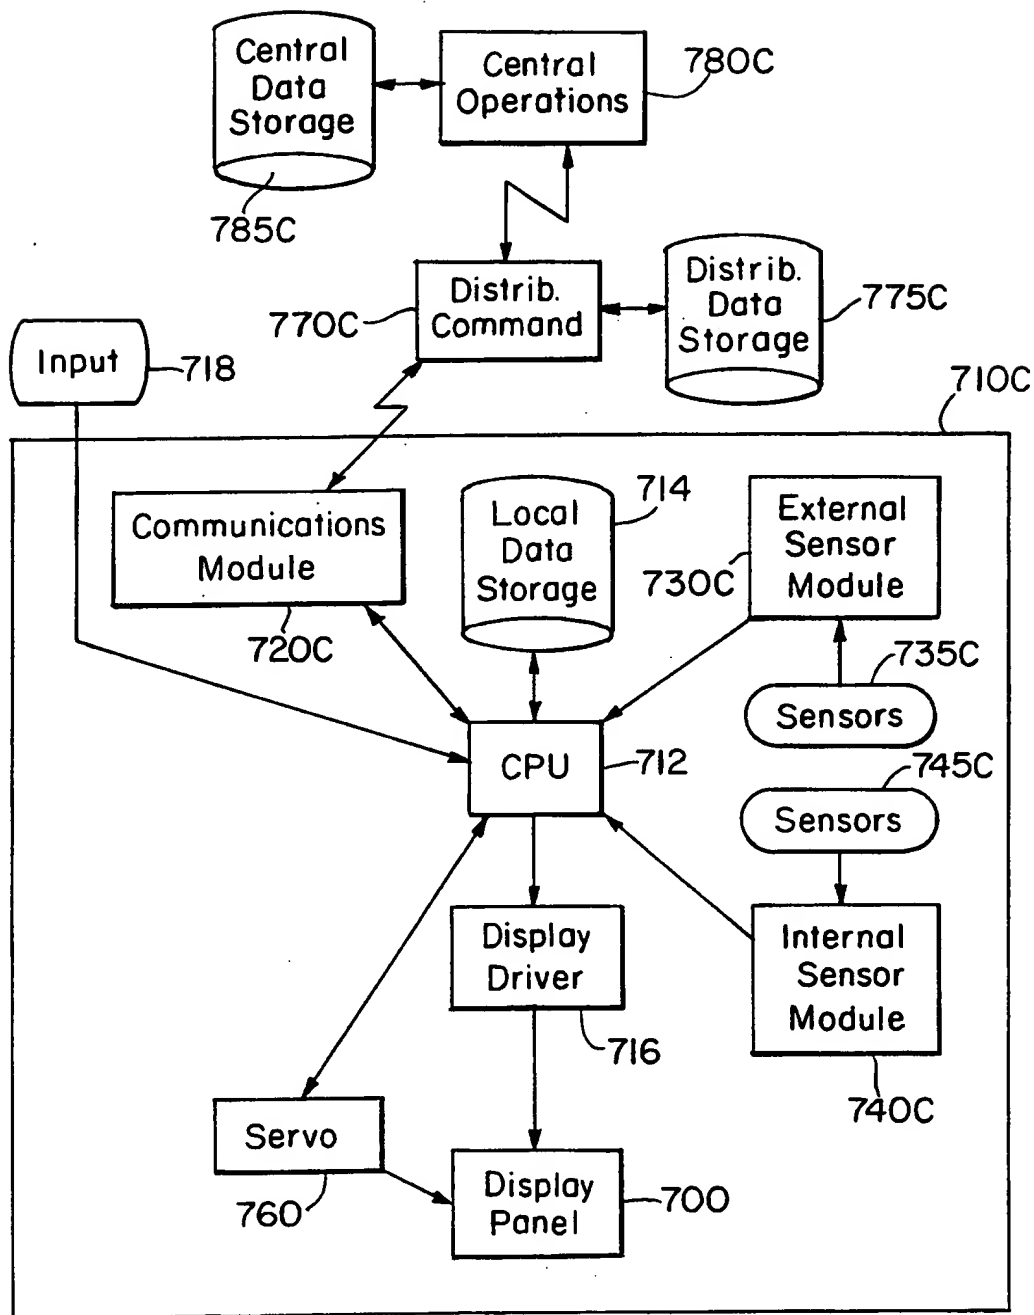 Central
Data
Storage
785C
Central
Operations
780C
Distrib.
Command
770C
Distrib.
Data
Storage
775C
Input
718
710C
Communications
Module
720C
Local
Data
Storage
714
External
Sensor
Module
730C
735C
Sensors
CPU
712
745C
Sensors
Display
Driver
716
Internal
Sensor
Module
740C
Servo
760
Display
Panel
700